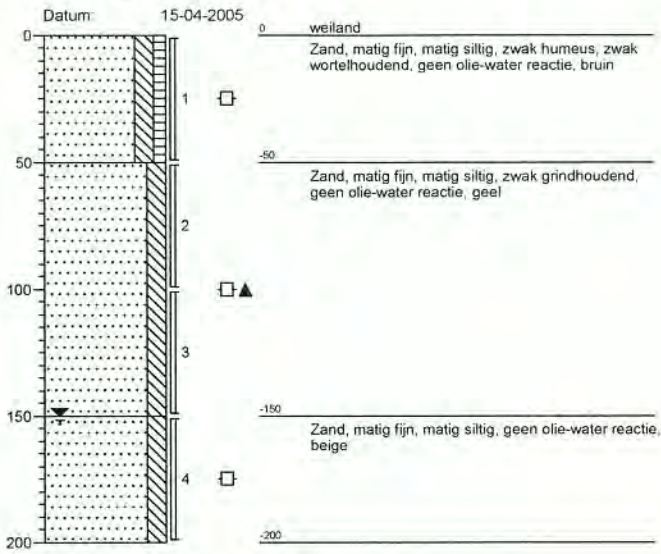 Datum: 15-04-2005
0
0 weiland
Zand, matig fijn, matig siltig, zwak humeus, zwak
wortelhoudend, geen olie-water reactie, bruin
1
50
-50
Zand, matig fijn, matig siltig, zwak grindhoudend,
geen olie-water reactie, geel
2
100
3
150
-150
Zand, matig fijn, matig siltig, geen olie-water reactie,
beige
4
200
-200